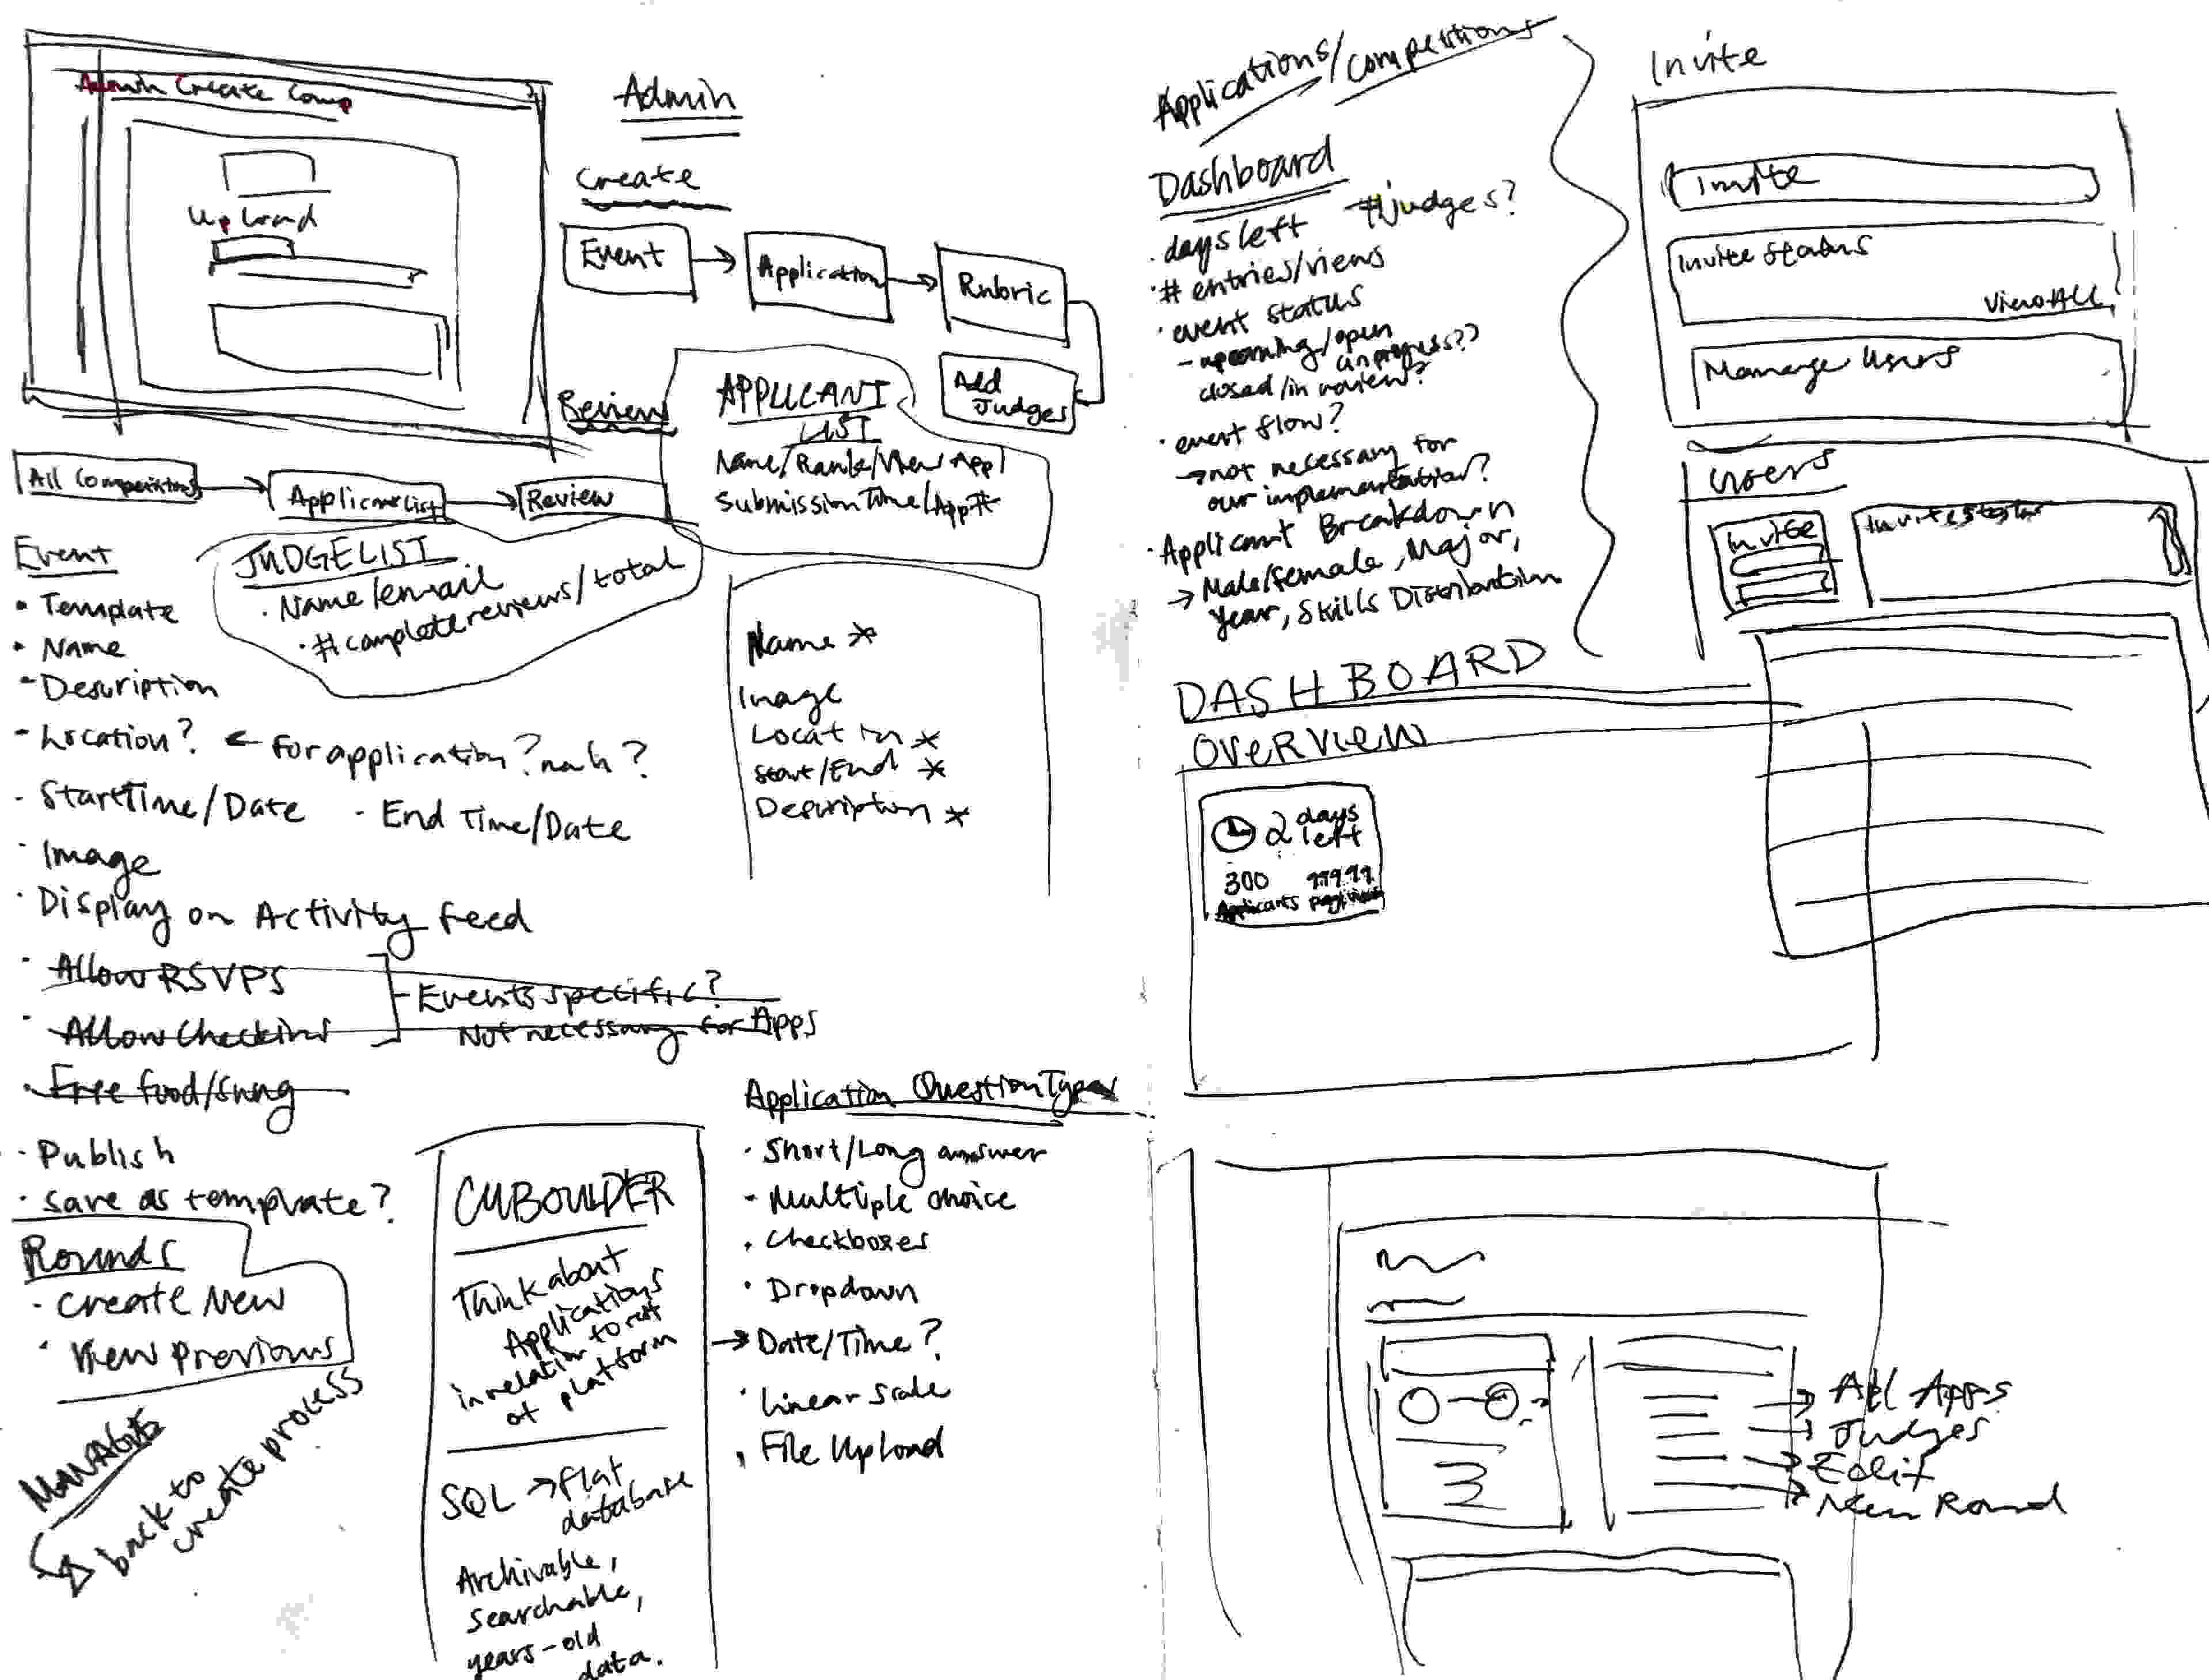 Admin Create Comp
Upload
Admin
Create
Event
Application
Rubric
Add
Judges
Review
All Competitions
Applicant List
Review
APPLICANT
LIST
Name/Rank/View App
Submission Time/App#
JUDGE LIST
· Name/email
· # complete reviews/total
Event
· Template
· Name
- Description
- Location? ← for application? nah?
- Start Time/Date - End Time/Date
· Image
· Display on Activity Feed
· Allow RSVPS
· Allow Checkins
Events specific?
Not necessary for Apps
· Free food/swag
· Publish
· save as template?
Rounds
· Create New
· View Previous
MANAGE
back to
create process
Name *
Image
Location *
Start/End *
Description *
CUBOULDER
Think about
Applications
in relation to rest
of platform
SQL → flat
database
Archivable,
searchable,
years-old
data.
Application Question Types
· Short/Long answer
- Multiple choice
· Checkboxes
· Dropdown
→ Date/Time?
· Linear Scale
· File Upload
Applications/Competitions
Dashboard
· days left #judges?
· # entries/views
· event status
- upcoming/open
in progress??
closed/in review?
· event flow?
→ not necessary for
our implementation?
· Applicant Breakdown
→ Male/female, Major,
Year, Skills Distribution
DASHBOARD
OVERVIEW
2 days
left
300 99999
Applicants
Invite
Invite
Invite Status
View All
Manage Users
Users
Invite
All Apps
Judges
Edit
New Round